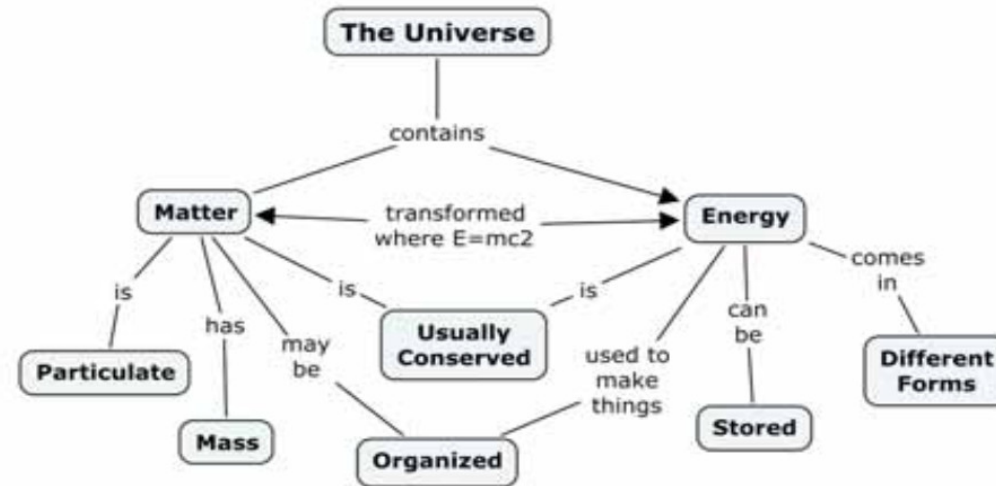 The Universe
contains
Matter
transformed
where E=mc2
Energy
is
has
may
be
is
Usually
Conserved
is
used to
make
things
can
be
comes
in
Particulate
Mass
Organized
Stored
Different
Forms